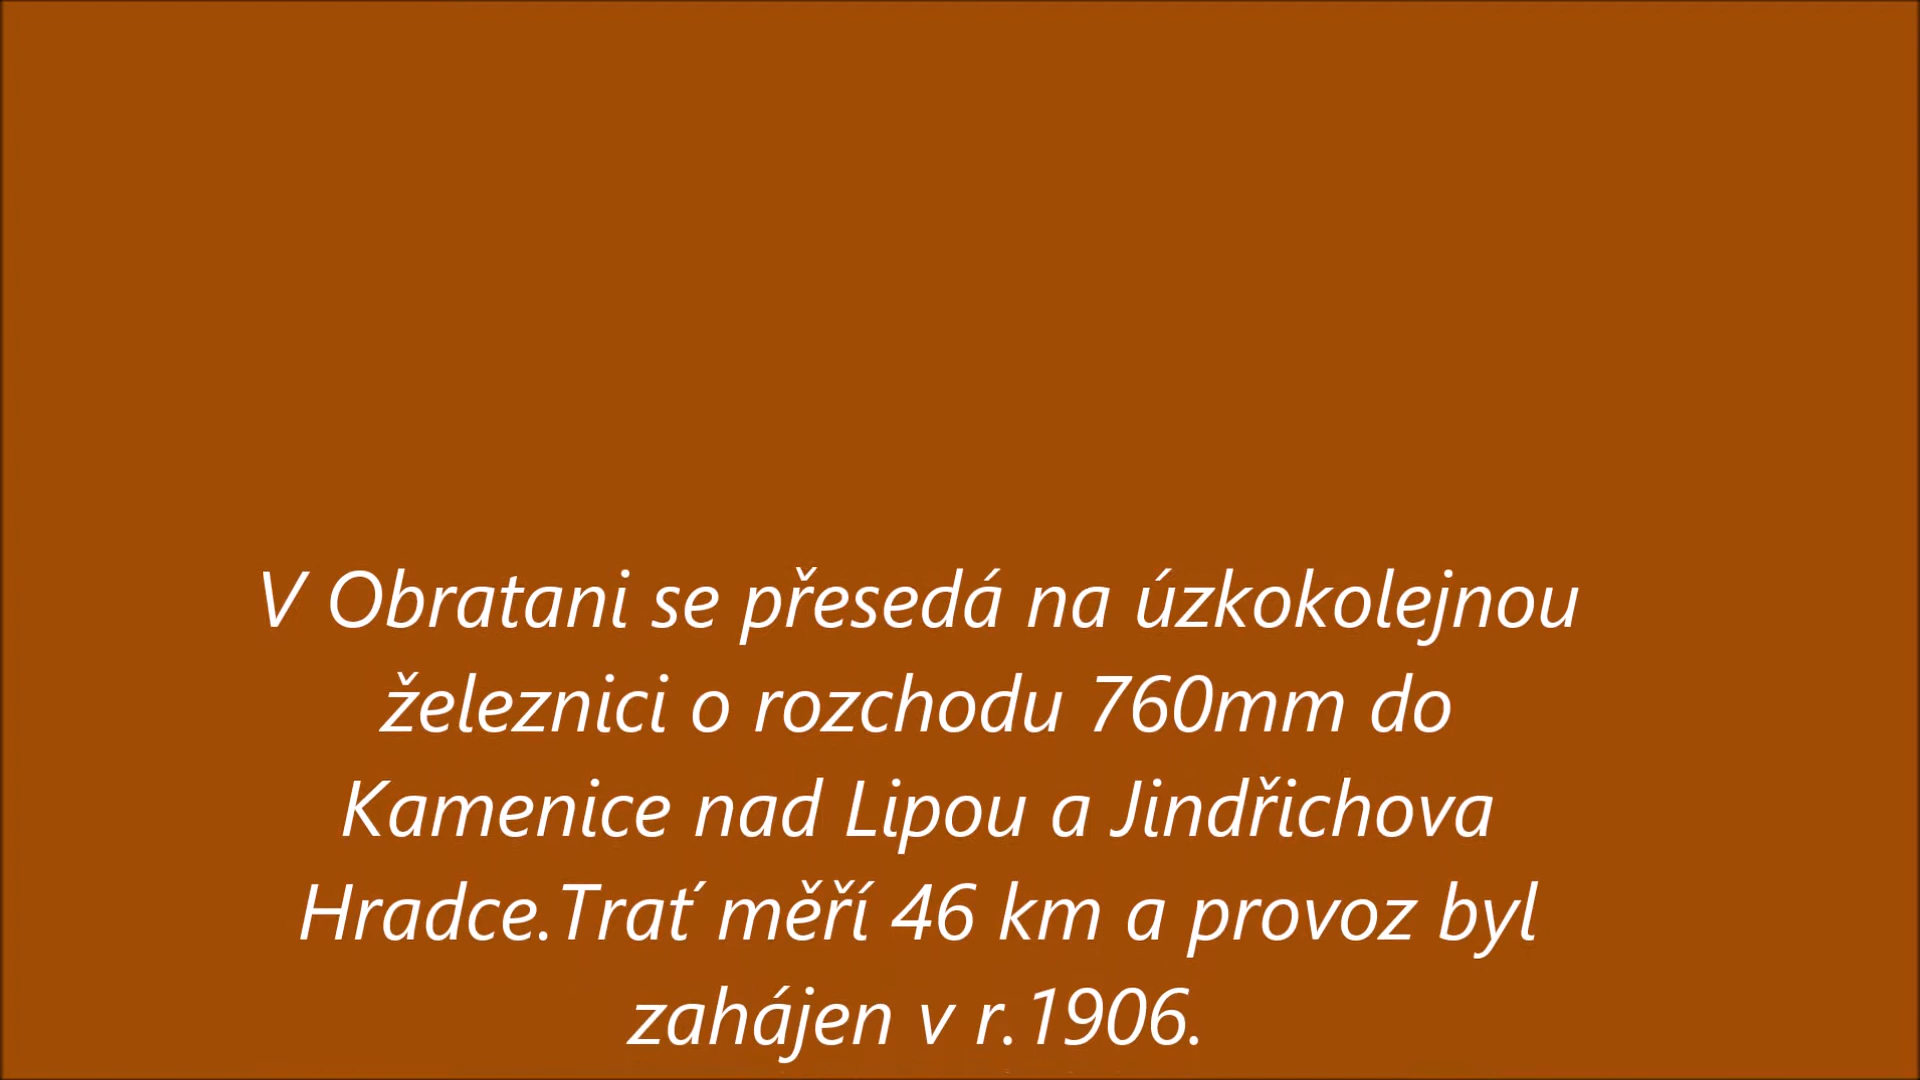 V Obratani se přesedá na úzkokolejnou
železnici o rozchodu 760mm do
Kamenice nad Lipou a Jindřichova
Hradce.Trať měří 46 km a provoz byl
zahájen v r.1906.